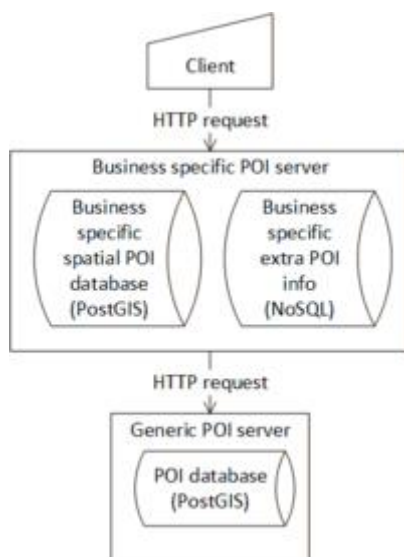 Client
HTTP request
Business specific POI server
Business
specific
spatial POI
database
(PostGIS)
Business
specific
extra POI
info
(NoSQL)
HTTP request
Generic POI server
POI database
(PostGIS)